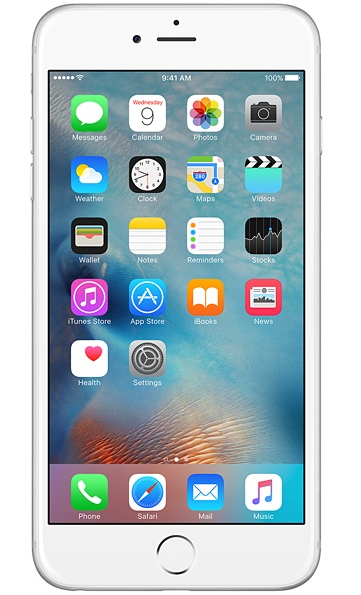 9:41 AM 100%
Wednesday
9
Messages Calendar Photos Camera
280
Weather Clock Maps Videos
Wallet Notes Reminders Stocks
iTunes Store App Store iBooks News
Health Settings
Phone Safari Mail Music